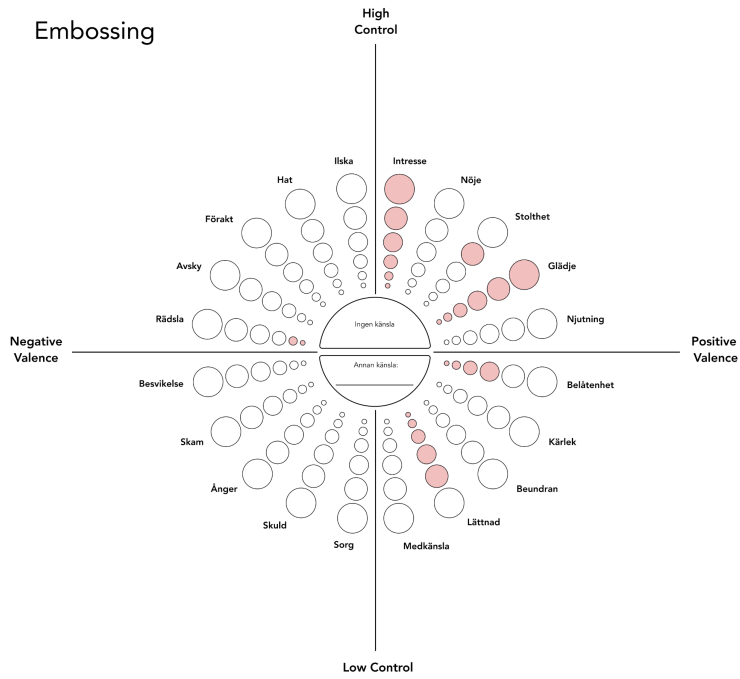 Embossing
High
Control
Ilska
Intresse
Hat
Nöje
Förakt
Stolthet
Avsky
Glädje
Rädsla
Njutning
Ingen känsla
Negative
Valence
Positive
Valence
Annan känsla:
Besvikelse
Belåtenhet
Skam
Kärlek
Ånger
Beundran
Skuld
Lättnad
Sorg
Medkänsla
Low Control